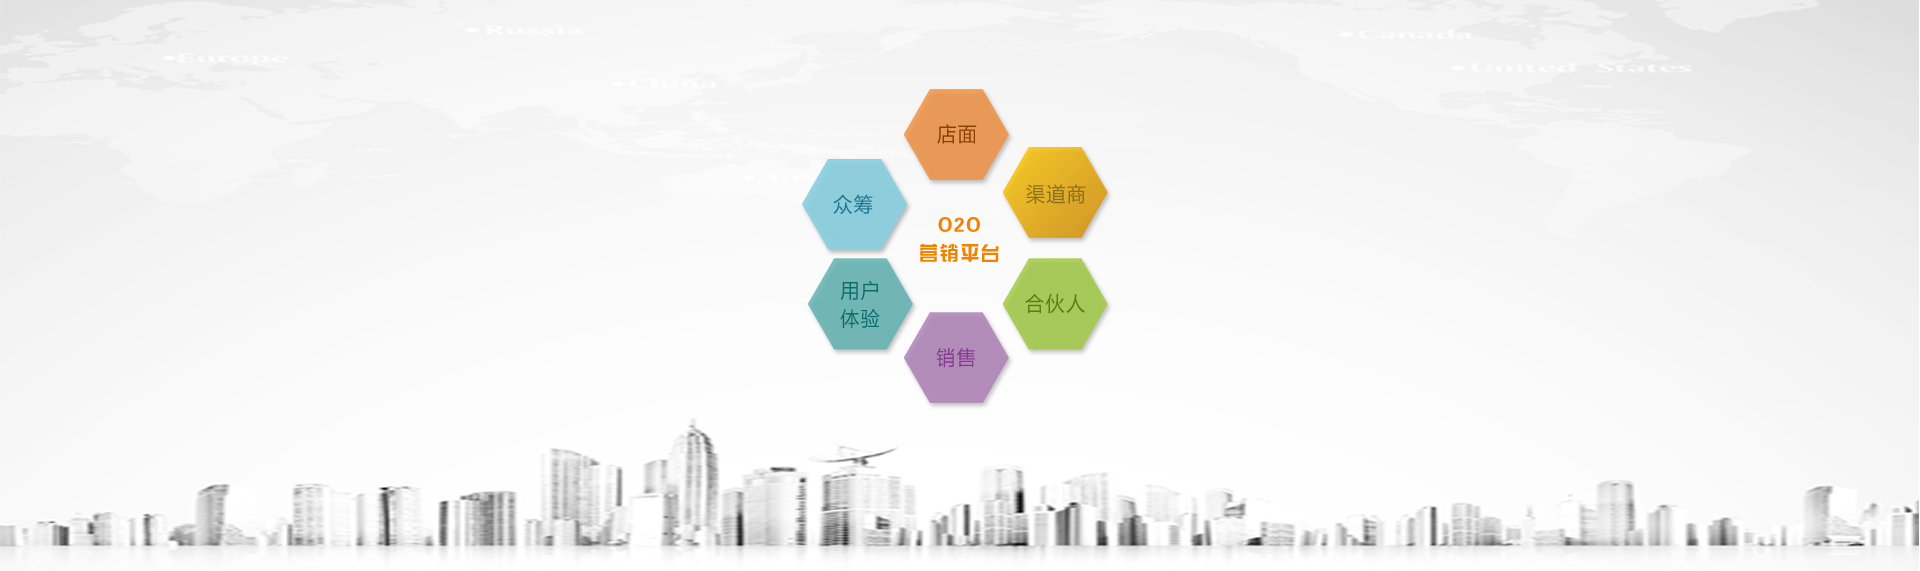 Russia
Europe
China
Canada
United States
店面
渠道商
众筹
O2O
营销平台
用户
体验
合伙人
销售